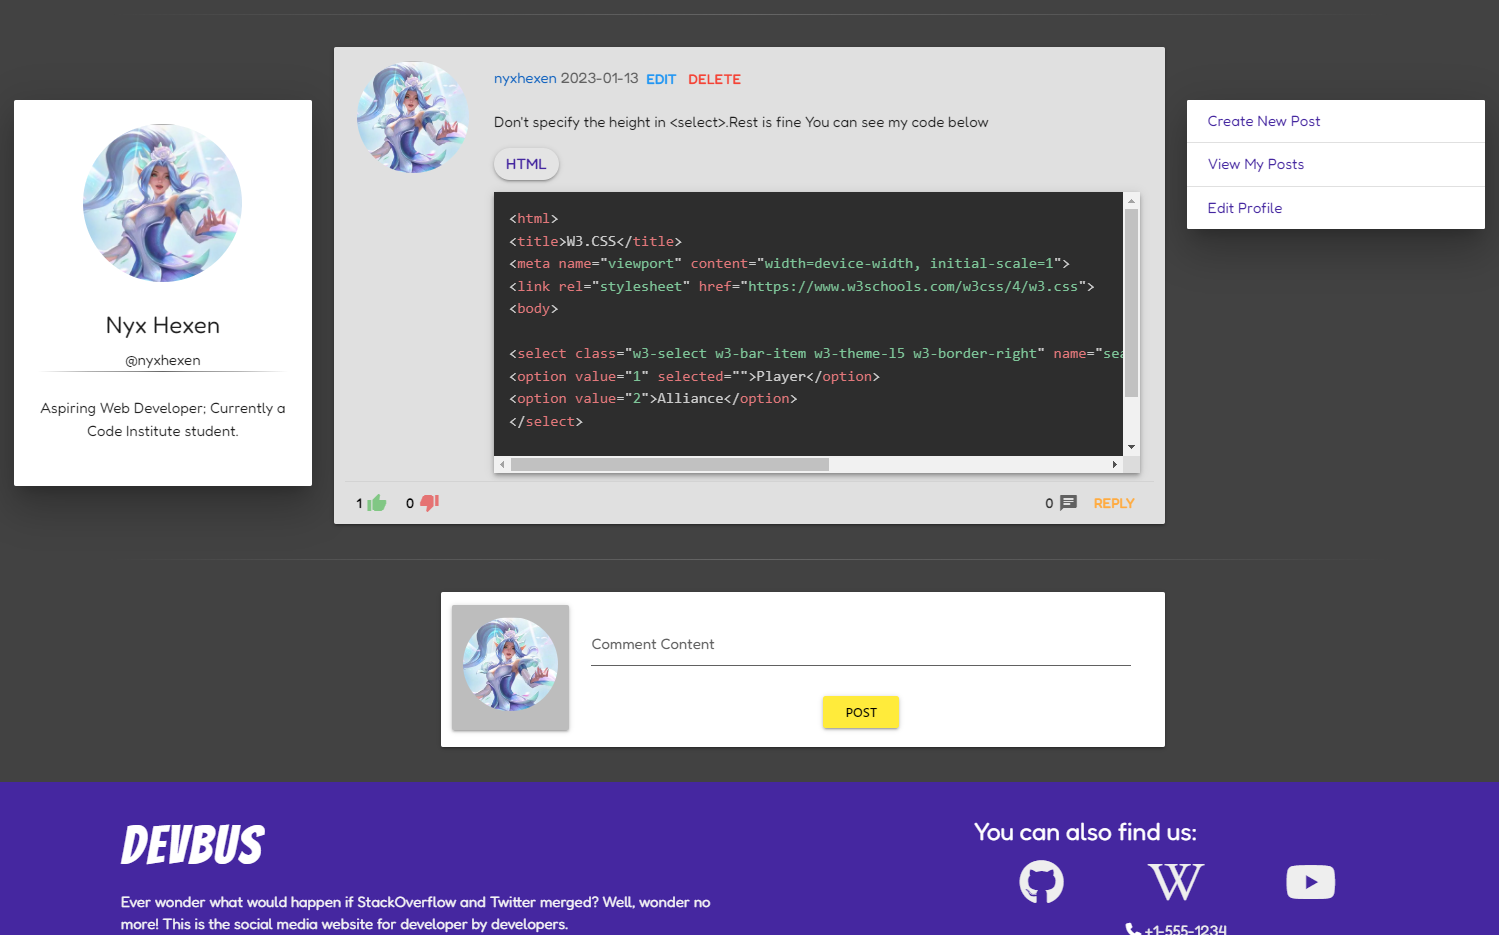 Nyx Hexen
@nyxhexen
Aspiring Web Developer; Currently a
Code Institute student.
nyxhexen 2023-01-13 EDIT DELETE
Don't specify the height in <select>.Rest is fine You can see my code below
HTML
<html>
<title>W3.CSS</title>
<meta name="viewport" content="width=device-width, initial-scale=1">
<link rel="stylesheet" href="https://www.w3schools.com/w3css/4/w3.css">
<body>
<select class="w3-select w3-bar-item w3-theme-l5 w3-border-right" name="sea
<option value="1" selected="">Player</option>
<option value="2">Alliance</option>
</select>
1 0 0 REPLY
Create New Post
View My Posts
Edit Profile
Comment Content
POST
DEVBUS
Ever wonder what would happen if StackOverflow and Twitter merged? Well, wonder no
more! This is the social media website for developer by developers.
You can also find us:
W
+1-555-1234